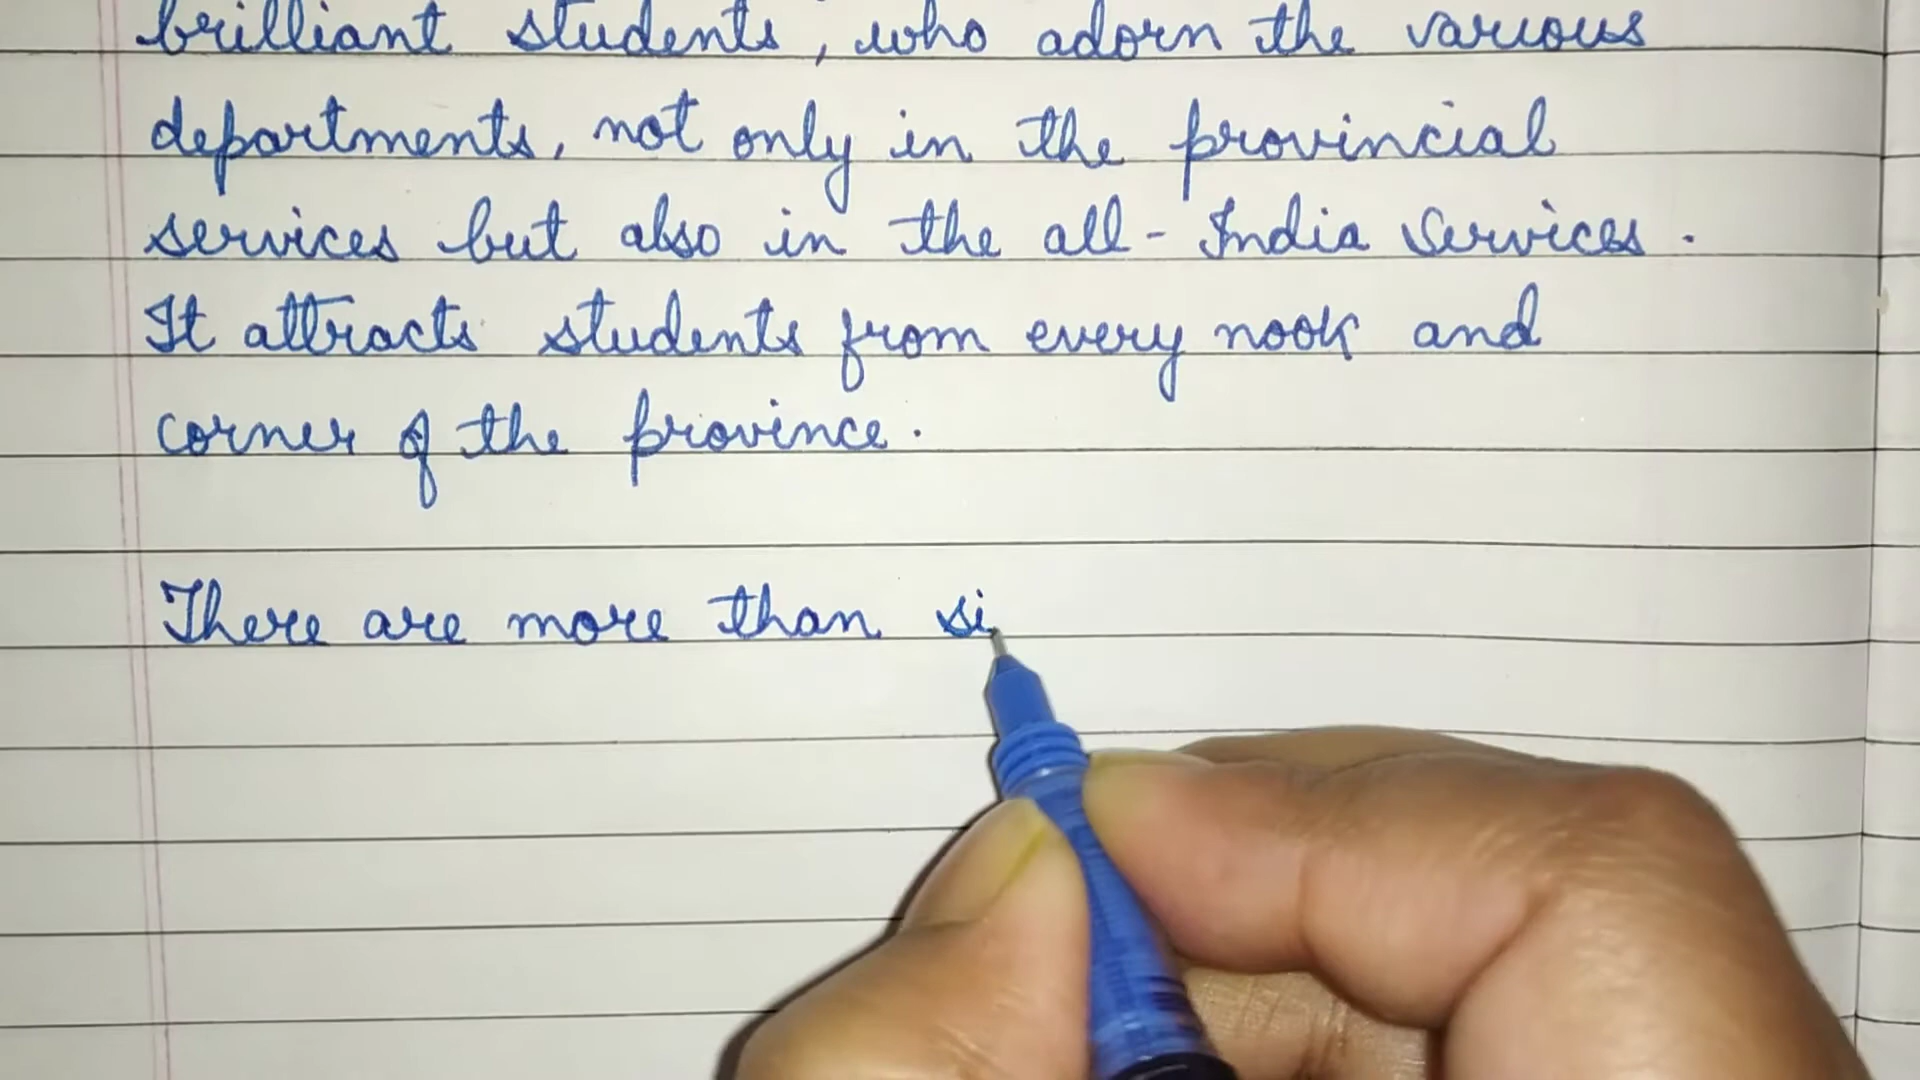 brilliant students, who adorn the various
departments, not only in the provincial
services but also in the all-India Services.
It attracts students from every nook and
corner of the province.
There are more than si